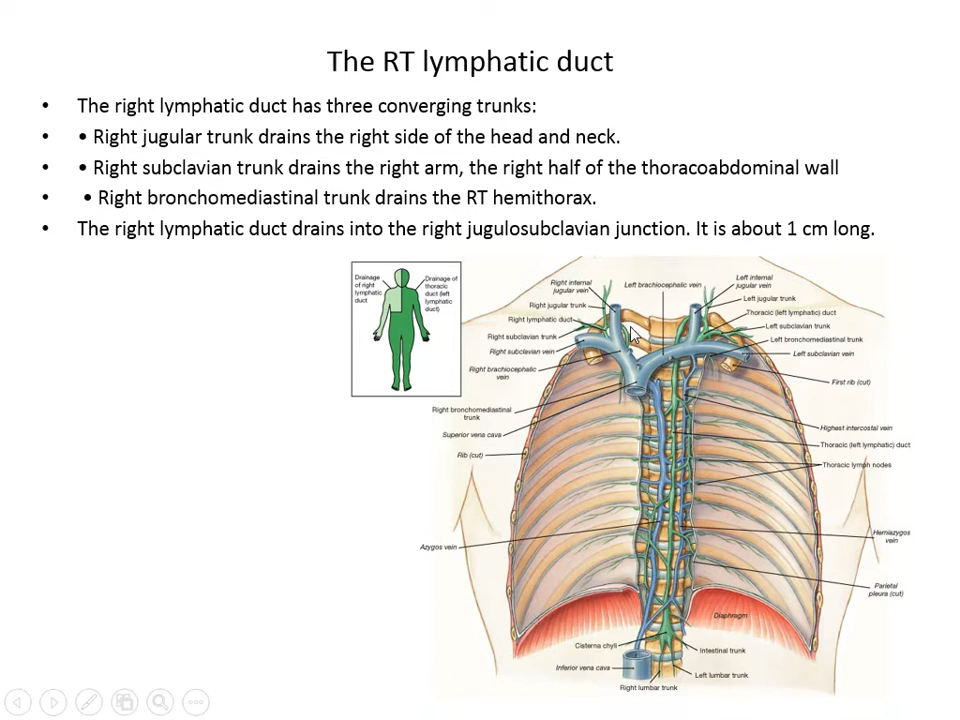 The RT lymphatic duct
• The right lymphatic duct has three converging trunks:
• • Right jugular trunk drains the right side of the head and neck.
• • Right subclavian trunk drains the right arm, the right half of the thoracoabdominal wall
• • Right bronchomediastinal trunk drains the RT hemithorax.
• The right lymphatic duct drains into the right jugulosubclavian junction. It is about 1 cm long.
Drainage
of right
lymphatic
duct
Drainage of
thoracic
duct (left
lymphatic
duct)
Right internal
jugular vein
Right jugular trunk
Right lymphatic duct
Right subclavian trunk
Right subclavian vein
Right brachiocephalic
vein
Right bronchomediastinal
trunk
Superior vena cava
Rib (cut)
Azygos vein
Cisterna chyli
Inferior vena cava
Right lumbar trunk
Left brachiocephalic vein
Left internal
jugular vein
Left jugular trunk
Thoracic (left lymphatic) duct
Left subclavian trunk
Left bronchomediastinal trunk
Left subclavian vein
First rib (cut)
Highest intercostal vein
Thoracic (left lymphatic) duct
Thoracic lymph nodes
Hemiazygos
vein
Parietal
pleura (cut)
Diaphragm
Intestinal trunk
Left lumbar trunk